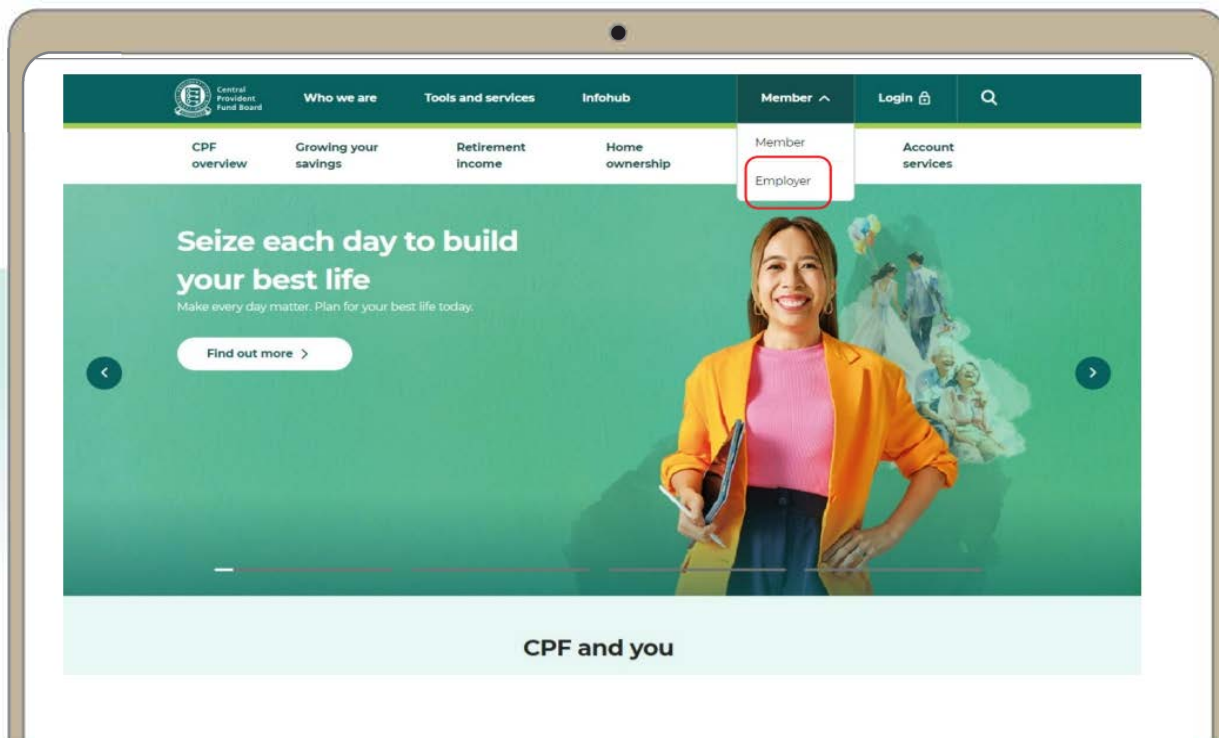 Central
Provident
Fund Board
Who we are
Tools and services
Infohub
Member
Login
CPF
overview
Growing your
savings
Retirement
income
Home
ownership
Member
Employer
Account
services
Seize each day to build
your best life
Make every day matter. Plan for your best life today.
Find out more >
CPF and you